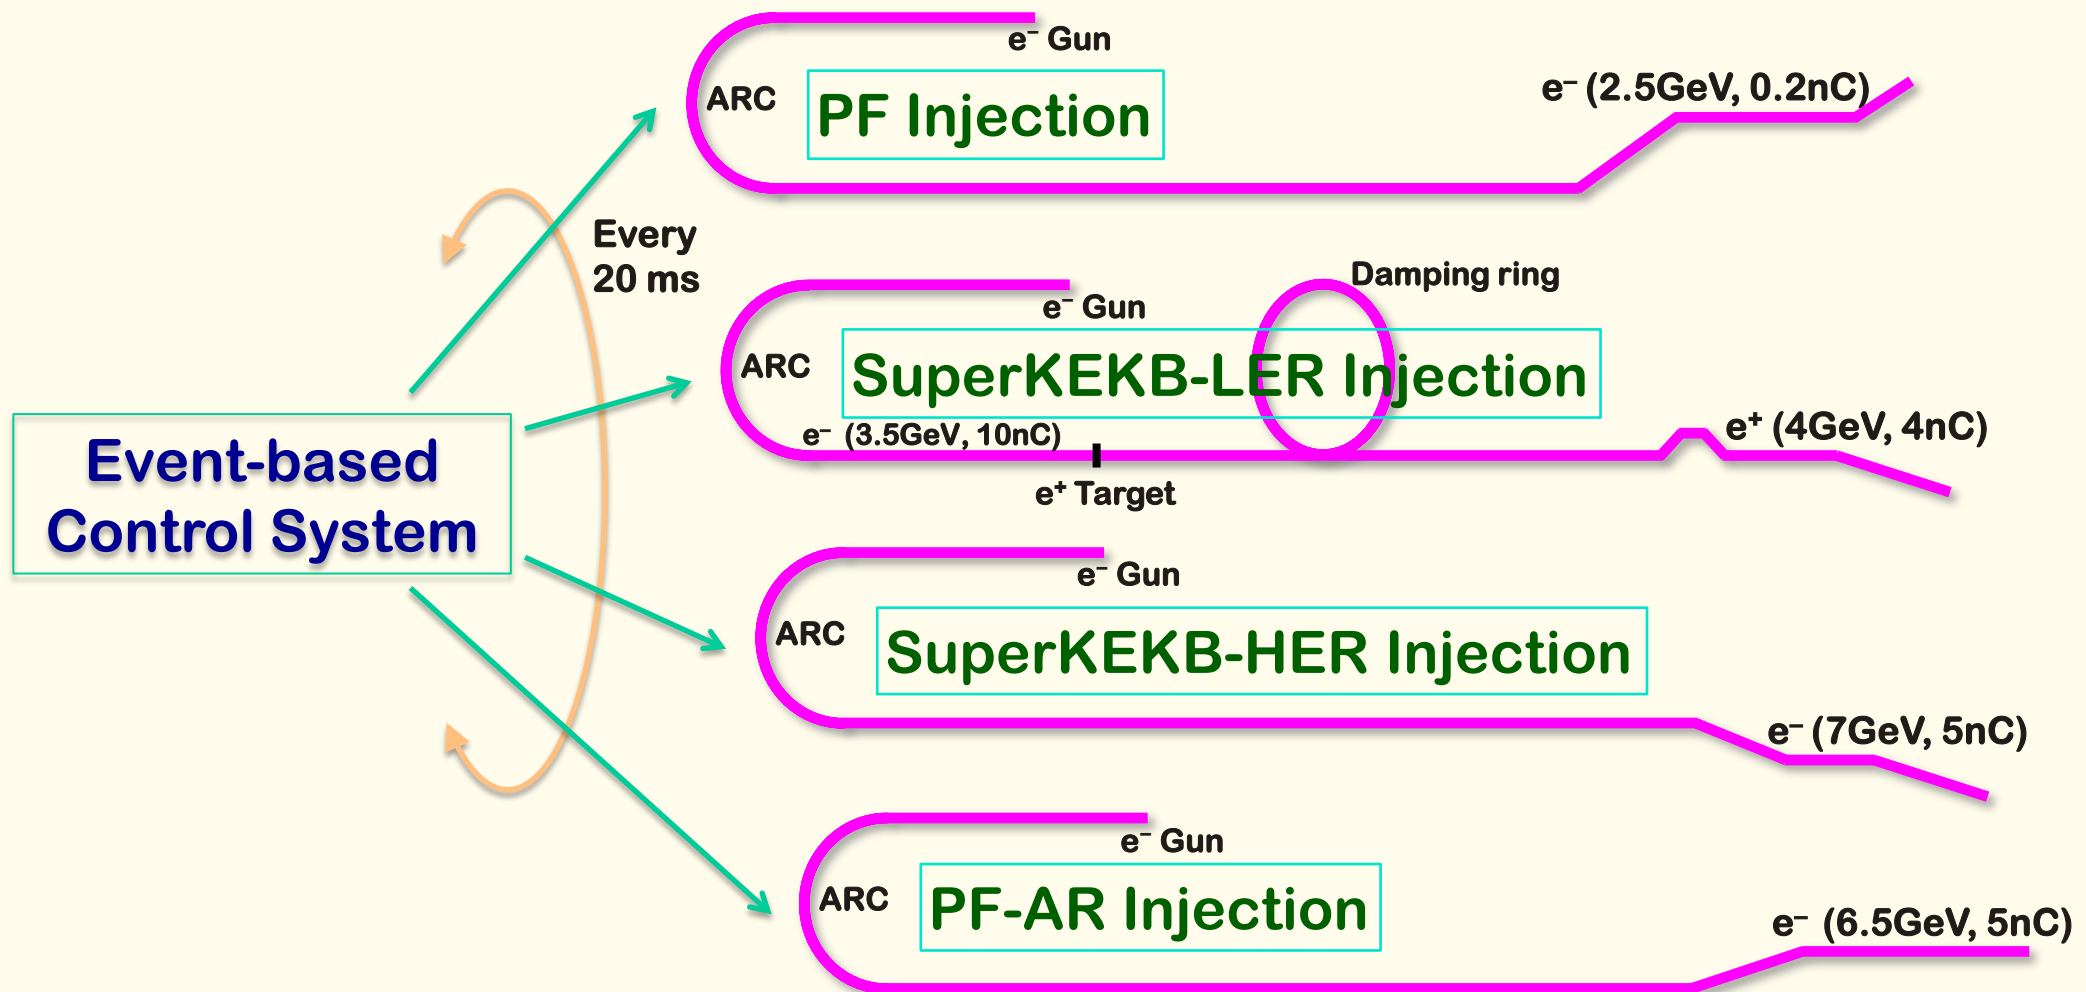 e⁻ Gun
ARC
PF Injection
e⁻ (2.5GeV, 0.2nC)
Every
20 ms
Damping ring
e⁻ Gun
ARC
SuperKEKB-LER Injection
e⁻ (3.5GeV, 10nC)
e⁺ (4GeV, 4nC)
e⁺ Target
Event-based
Control System
e⁻ Gun
ARC
SuperKEKB-HER Injection
e⁻ (7GeV, 5nC)
e⁻ Gun
ARC
PF-AR Injection
e⁻ (6.5GeV, 5nC)